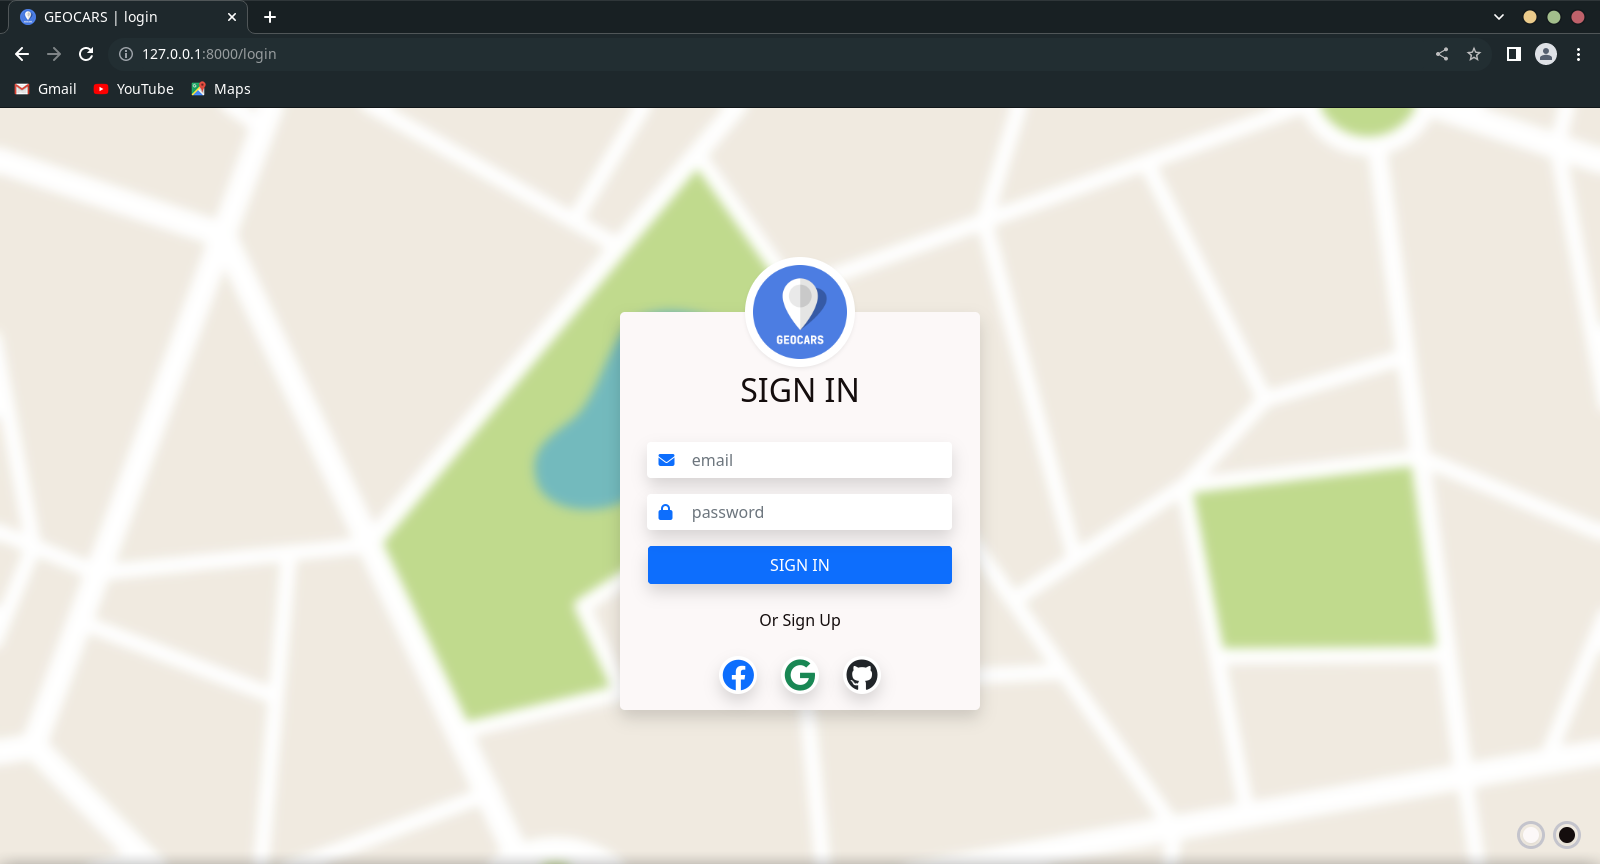 GEOCARS | login
127.0.0.1:8000/login
Gmail YouTube Maps
GEOCARS
SIGN IN
email
password
SIGN IN
Or Sign Up